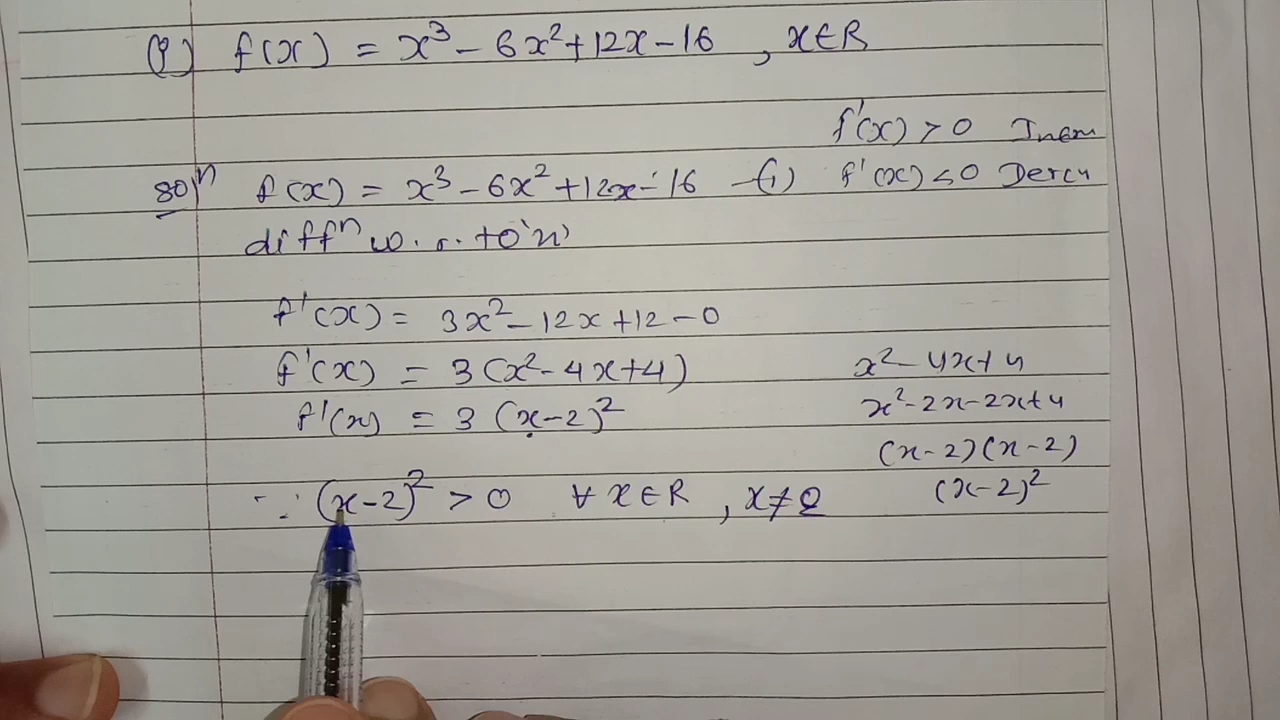 (१) f(x) = x³ - 6x² + 12x - 16 , x∈R
f'(x) > 0
solⁿ f(x) = x³ - 6x² + 12x - 16 —(i) f'(x) < 0
diffⁿ w.r.to 'x'
f'(x) = 3x² - 12x + 12 - 0
f'(x) = 3(x² - 4x + 4)
x² - 4x + 4
f'(x) = 3(x-2)²
x² - 2x - 2x + 4
(x-2)(x-2)
∵ (x-2)² > 0 ∀ x∈R , x≠2
(x-2)²